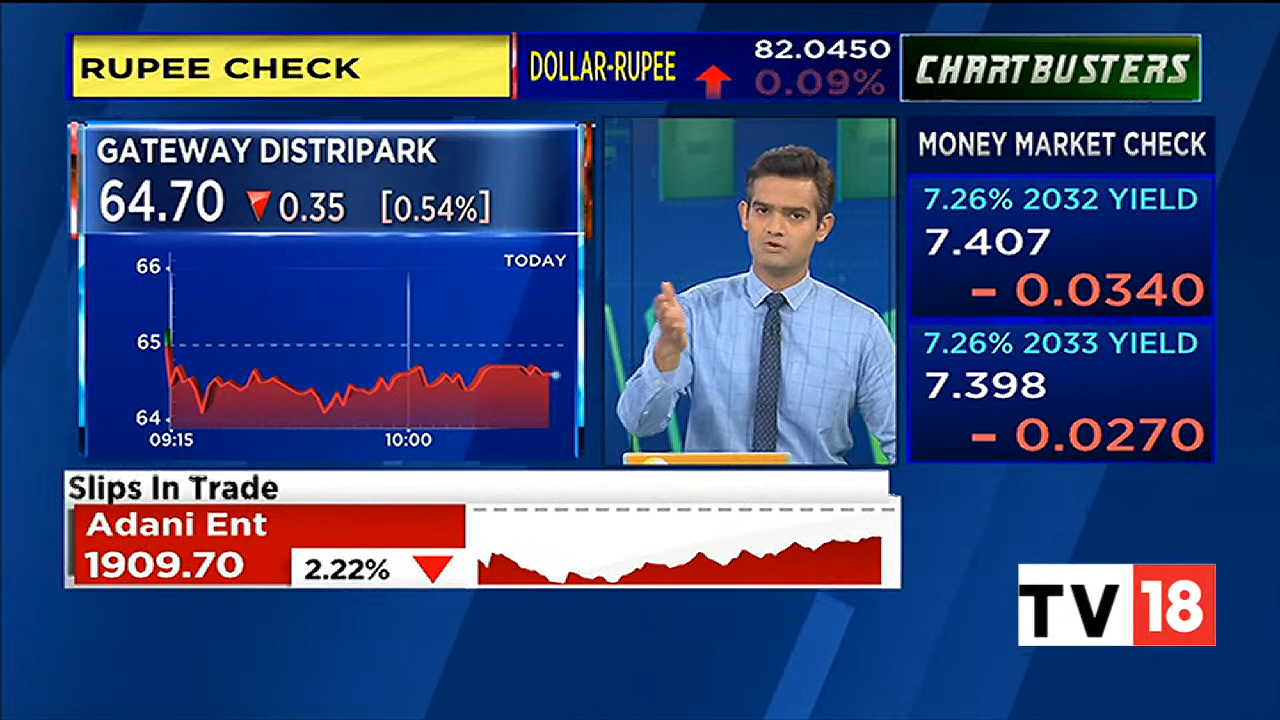 RUPEE CHECK
DOLLAR-RUPEE
82.0450
0.09%
CHARTBUSTERS
GATEWAY DISTRIPARK
64.70 0.35 [0.54%]
TODAY
66
65
64
09:15 10:00
MONEY MARKET CHECK
7.26% 2032 YIELD
7.407
- 0.0340
7.26% 2033 YIELD
7.398
- 0.0270
Slips In Trade
Adani Ent
1909.70 2.22%
TV18